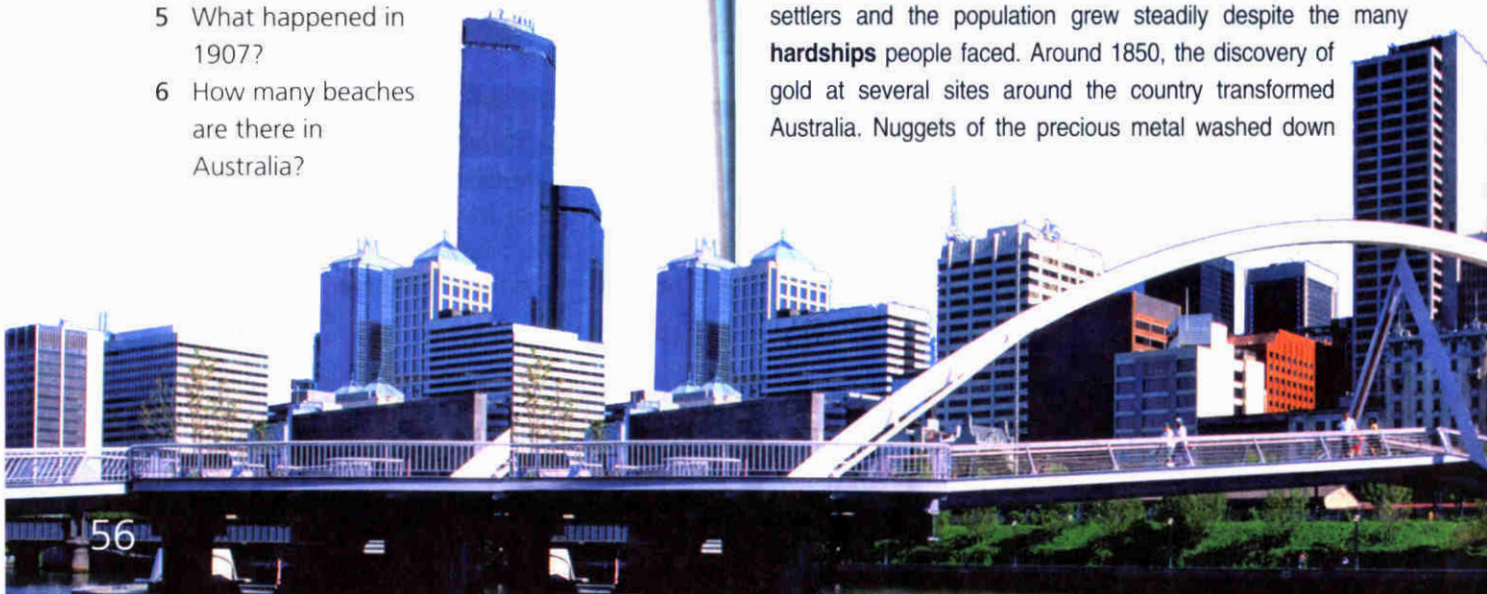 5 What happened in
1907?
6 How many beaches
are there in
Australia?
settlers and the population grew steadily despite the many
hardships people faced. Around 1850, the discovery of
gold at several sites around the country transformed
Australia. Nuggets of the precious metal washed down
56